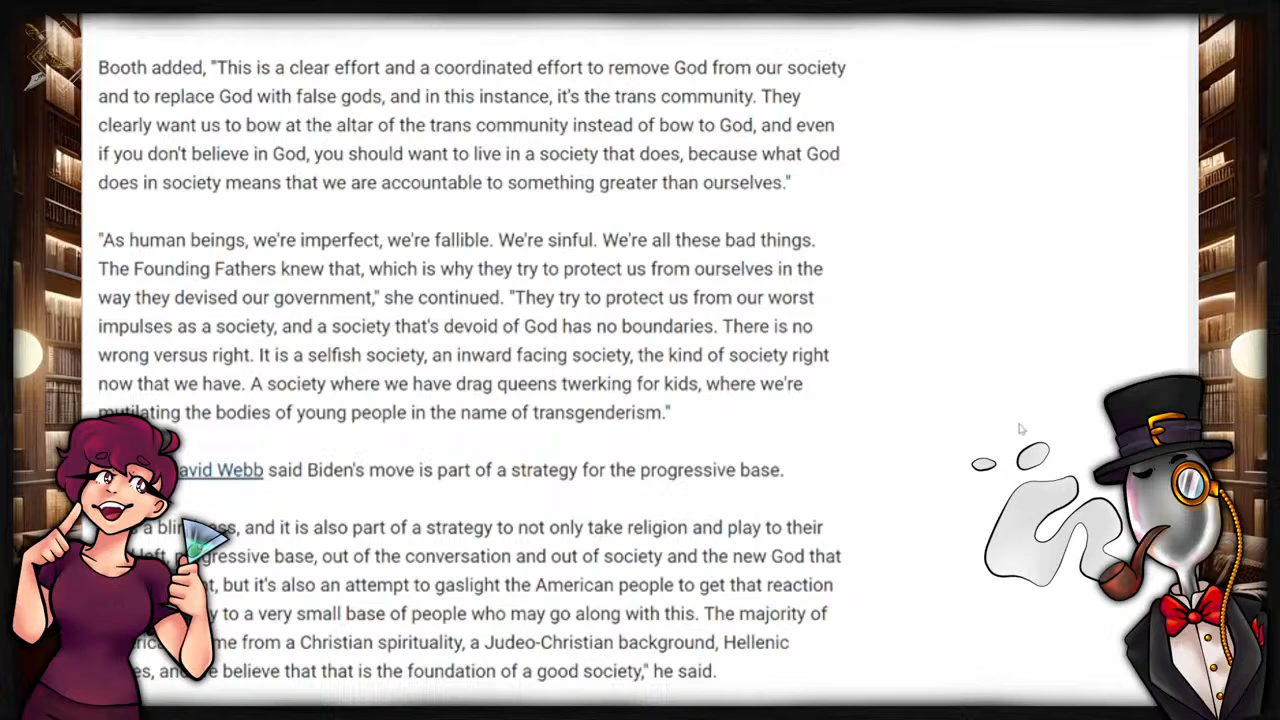 Booth added, "This is a clear effort and a coordinated effort to remove God from our society
and to replace God with false gods, and in this instance, it's the trans community. They
clearly want us to bow at the altar of the trans community instead of bow to God, and even
if you don't believe in God, you should want to live in a society that does, because what God
does in society means that we are accountable to something greater than ourselves."
"As human beings, we're imperfect, we're fallible. We're sinful. We're all these bad things.
The Founding Fathers knew that, which is why they try to protect us from ourselves in the
way they devised our government," she continued. "They try to protect us from our worst
impulses as a society, and a society that's devoid of God has no boundaries. There is no
wrong versus right. It is a selfish society, an inward facing society, the kind of society right
now that we have. A society where we have drag queens twerking for kids, where we're
mutilating the bodies of young people in the name of transgenderism."
avid Webb said Biden's move is part of a strategy for the progressive base.
and it is also part of a strategy to not only take religion and play to their
progressive base, out of the conversation and out of society and the new God that
but it's also an attempt to gaslight the American people to get that reaction
to a very small base of people who may go along with this. The majority of
from a Christian spirituality, a Judeo-Christian background, Hellenic
believe that that is the foundation of a good society," he said.